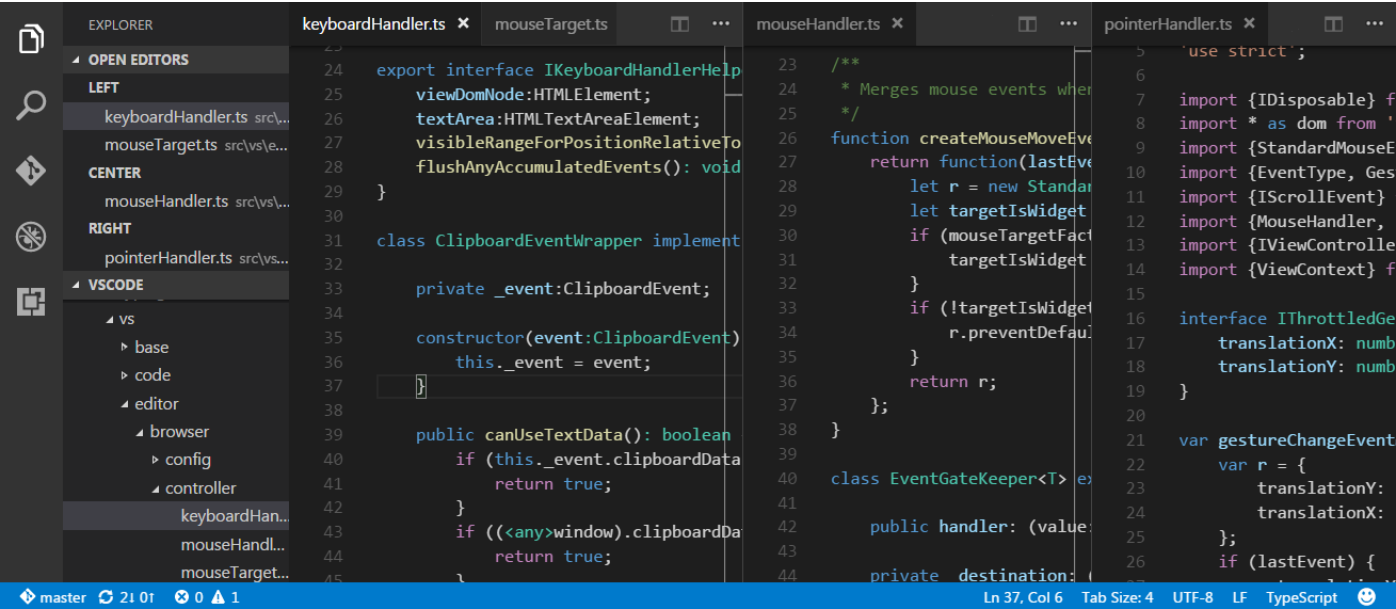 EXPLORER
OPEN EDITORS
LEFT
keyboardHandler.ts src\...
mouseTarget.ts src\vs\e...
CENTER
mouseHandler.ts src\vs\...
RIGHT
pointerHandler.ts src\vs...
VSCODE
vs
base
code
editor
browser
config
controller
keyboardHan...
mouseHandl...
mouseTarget...
keyboardHandler.ts × mouseTarget.ts
23
24 export interface IKeyboardHandlerHelp
25 viewDomNode:HTMLElement;
26 textArea:HTMLTextAreaElement;
27 visibleRangeForPositionRelativeTo
28 flushAnyAccumulatedEvents(): void
29 }
30
31 class ClipboardEventWrapper implement
32
33 private _event:ClipboardEvent;
34
35 constructor(event:ClipboardEvent)
36 this._event = event;
37 }
38
39 public canUseTextData(): boolean
40 if (this._event.clipboardData
41 return true;
42 }
43 if ((<any>window).clipboardDa
44 return true;
45 }
mouseHandler.ts ×
23 /**
24 * Merges mouse events when
25 */
26 function createMouseMoveEve
27 return function(lastEve
28 let r = new Standar
29 let targetIsWidget
30 if (mouseTargetFact
31 targetIsWidget
32 }
33 if (!targetIsWidget
34 r.preventDefaul
35 }
36 return r;
37 };
38 }
39
40 class EventGateKeeper<T> ex
41
42 public handler: (value:
43
44 private _destination: (
pointerHandler.ts ×
5 'use strict';
6
7 import {IDisposable} f
8 import * as dom from '
9 import {StandardMouseE
10 import {EventType, Ges
11 import {IScrollEvent}
12 import {MouseHandler,
13 import {IViewControlle
14 import {ViewContext} f
15
16 interface IThrottledGe
17 translationX: numb
18 translationY: numb
19 }
20
21 var gestureChangeEvent
22 var r = {
23 translationY:
24 translationX:
25 };
26 if (lastEvent) {
master 2↓ 0↑ 0 1
Ln 37, Col 6 Tab Size: 4 UTF-8 LF TypeScript